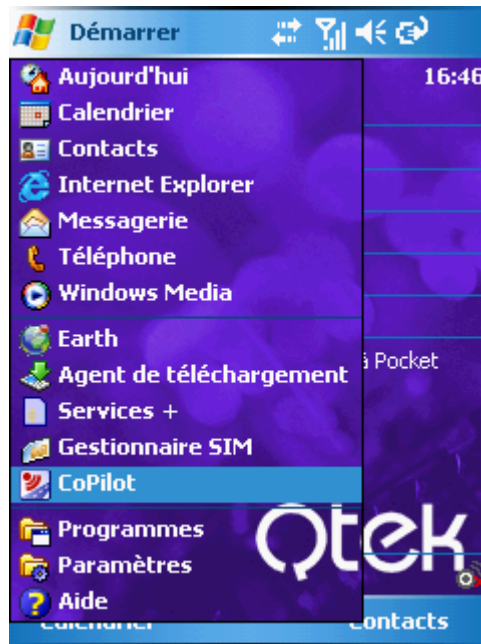 Démarrer
Aujourd'hui
16:46
Calendrier
Contacts
Internet Explorer
Messagerie
Téléphone
Windows Media
Earth
à Pocket
Agent de téléchargement
Services +
Gestionnaire SIM
CoPilot
Programmes
Qtek
Paramètres
Aide
Calendrier
Contacts